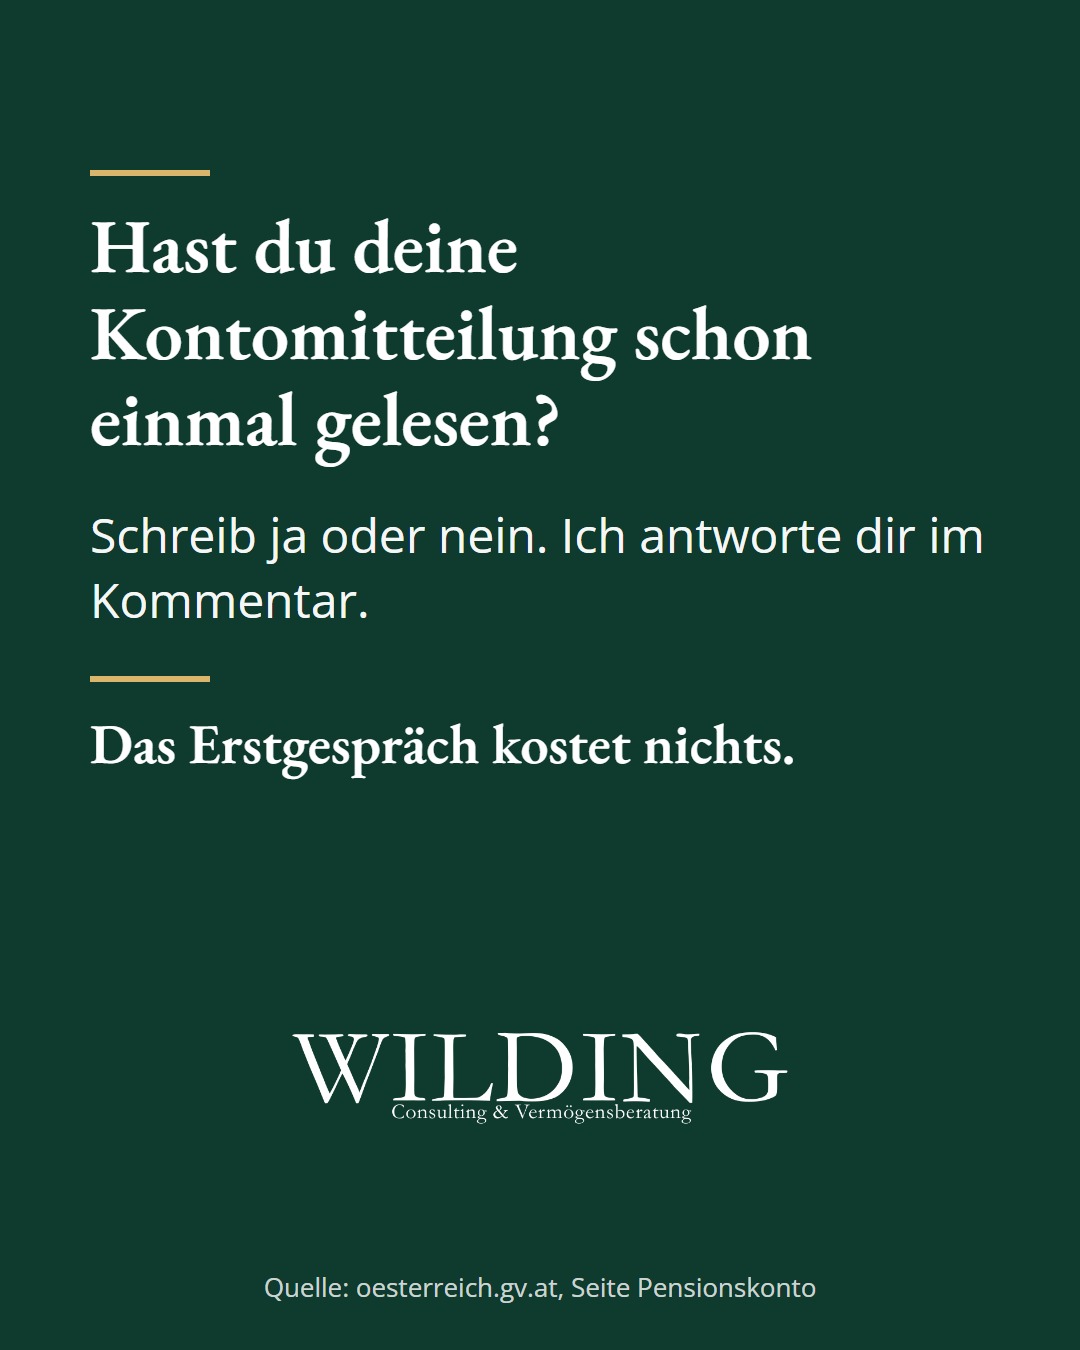 Hast du deine
Kontomitteilung schon
einmal gelesen?
Schreib ja oder nein. Ich antworte dir im
Kommentar.
Das Erstgespräch kostet nichts.
WILDING
Consulting & Vermögensberatung
Quelle: oesterreich.gv.at, Seite Pensionskonto